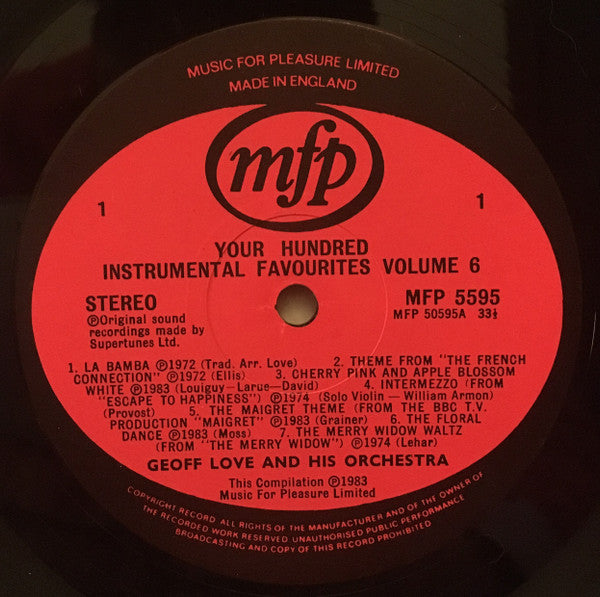 MUSIC FOR PLEASURE LIMITED
MADE IN ENGLAND
mfp
1 1
YOUR HUNDRED
INSTRUMENTAL FAVOURITES VOLUME 6
STEREO MFP 5595
℗Original sound MFP 50595A 33⅓
recordings made by
Supertunes Ltd.
1. LA BAMBA ℗1972 (Trad. Arr. Love) 2. THEME FROM "THE FRENCH
CONNECTION" ℗1972 (Ellis) 3. CHERRY PINK AND APPLE BLOSSOM
WHITE ℗1983 (Louiguy-Larue-David) 4. INTERMEZZO (FROM
"ESCAPE TO HAPPINESS") ℗1974 (Solo Violin - William Armon)
(Provost) 5. THE MAIGRET THEME (FROM THE BBC T.V.
PRODUCTION "MAIGRET") ℗1983 (Grainer) 6. THE FLORAL
DANCE ℗1983 (Moss) 7. THE MERRY WIDOW WALTZ
(FROM "THE MERRY WIDOW") ℗1974 (Lehar)
GEOFF LOVE AND HIS ORCHESTRA
This Compilation ℗1983
Music For Pleasure Limited
COPYRIGHT RECORD. ALL RIGHTS OF THE MANUFACTURER AND OF THE OWNER OF
THE RECORDED WORK RESERVED UNAUTHORISED PUBLIC PERFORMANCE
BROADCASTING AND COPY OF THIS RECORD PROHIBITED